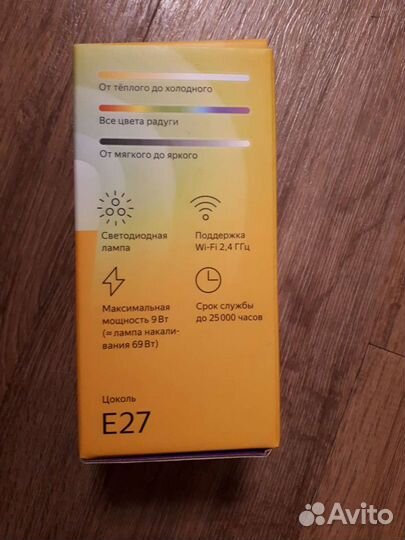 От тёплого до холодного
Все цвета радуги
От мягкого до яркого
Светодиодная
лампа
Поддержка
Wi-Fi 2,4 ГГц
Максимальная
мощность 9 Вт
(≈ лампа накали-
вания 69 Вт)
Срок службы
до 25 000 часов
Цоколь
E27
Avito